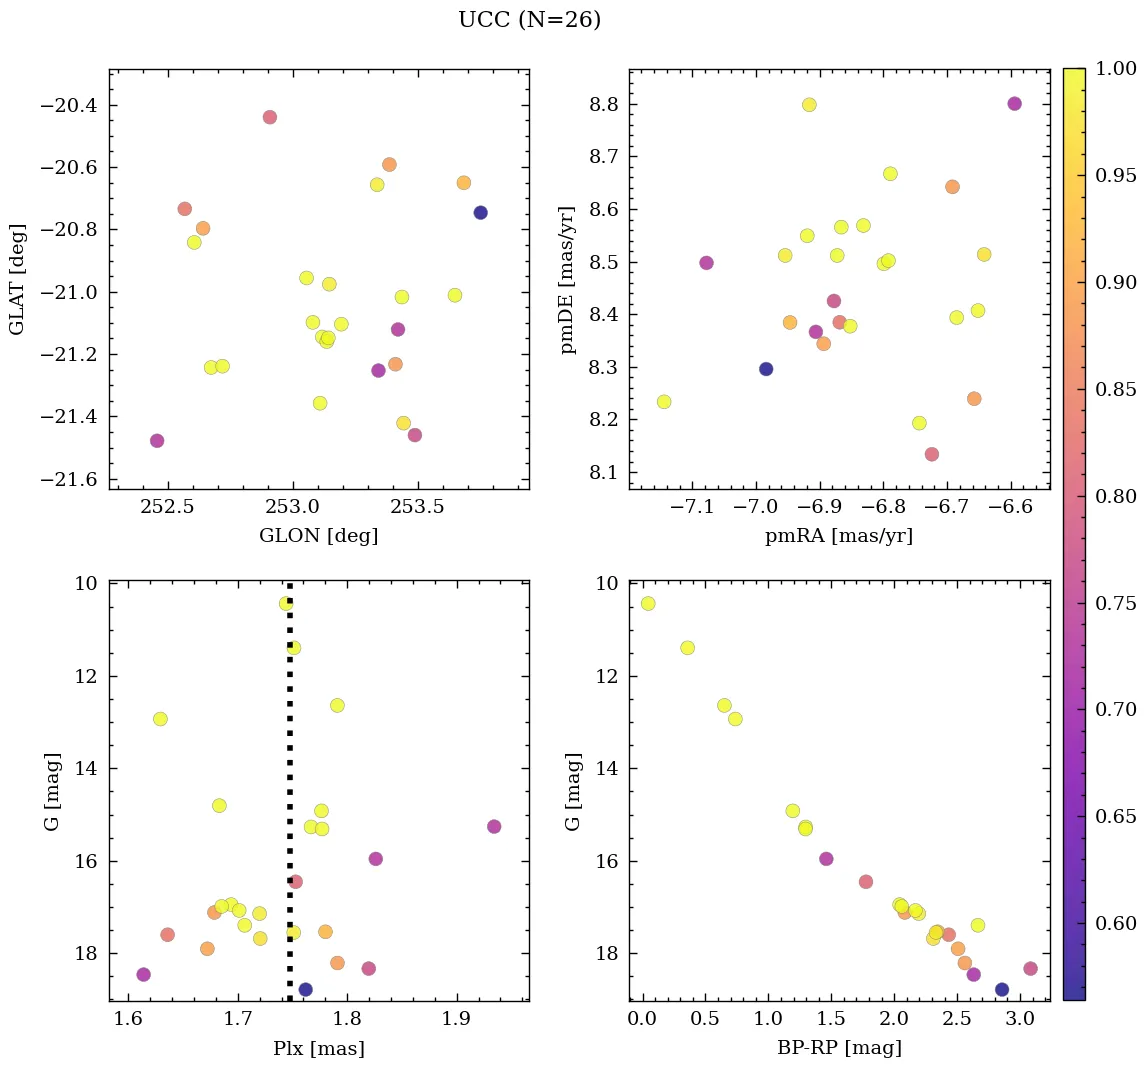 UCC (N=26)
−20.4
−20.6
−20.8
−21.0
−21.2
−21.4
−21.6
GLAT [deg]
252.5 253.0 253.5
GLON [deg]
8.8
8.7
8.6
8.5
8.4
8.3
8.2
8.1
pmDE [mas/yr]
−7.1 −7.0 −6.9 −6.8 −6.7 −6.6
pmRA [mas/yr]
10
12
14
16
18
G [mag]
1.6 1.7 1.8 1.9
Plx [mas]
10
12
14
16
18
G [mag]
0.0 0.5 1.0 1.5 2.0 2.5 3.0
BP-RP [mag]
1.00
0.95
0.90
0.85
0.80
0.75
0.70
0.65
0.60